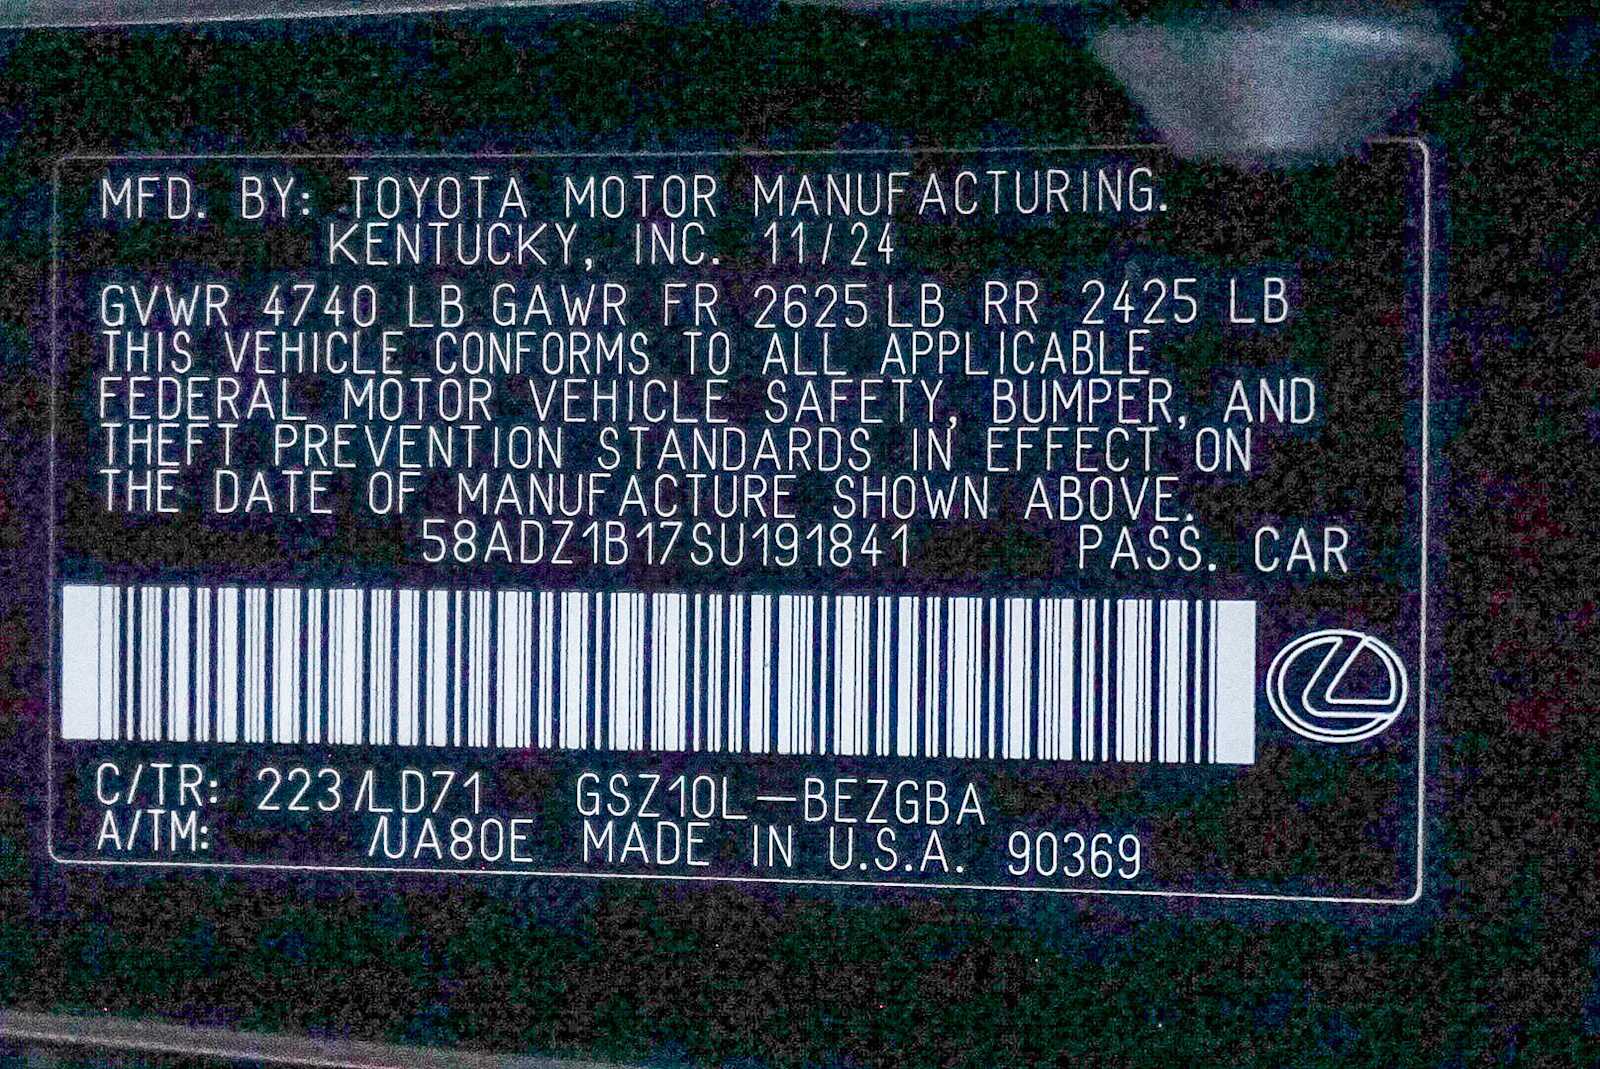 MFD. BY: TOYOTA MOTOR MANUFACTURING.
KENTUCKY, INC. 11/24
GVWR 4740 LB GAWR FR 2625 LB RR 2425 LB
THIS VEHICLE CONFORMS TO ALL APPLICABLE
FEDERAL MOTOR VEHICLE SAFETY, BUMPER, AND
THEFT PREVENTION STANDARDS IN EFFECT ON
THE DATE OF MANUFACTURE SHOWN ABOVE.
58ADZ1B17SU191841 PASS. CAR
C/TR: 223/LD71 GSZ10L-BEZGBA
A/TM: /UA80E MADE IN U.S.A. 90369